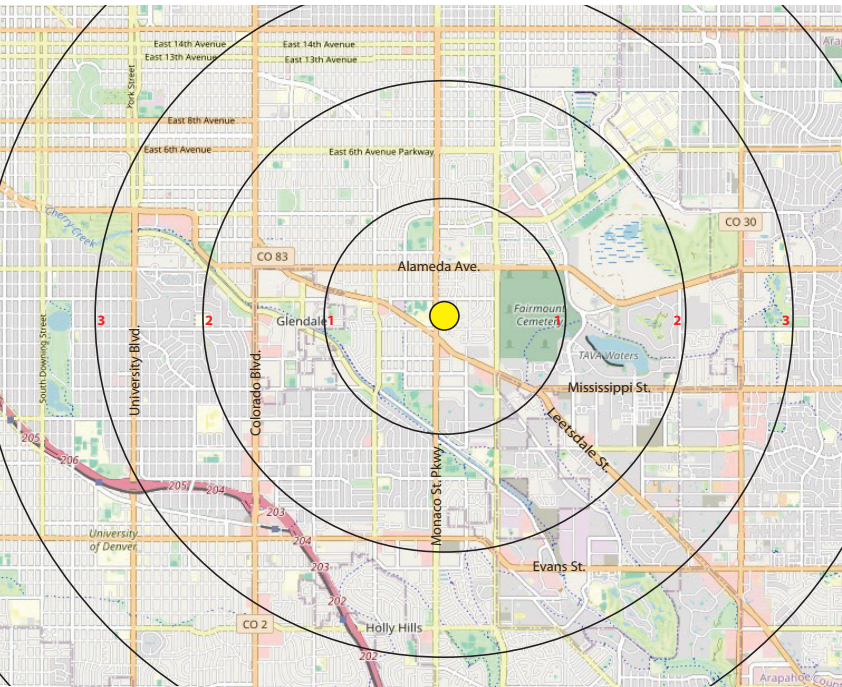 East 14th Avenue
East 14th Avenue
East 13th Avenue
East 13th Avenue
York Street
East 8th Avenue
East 6th Avenue
East 6th Avenue Parkway
Cherry Creek
CO 30
CO 83
Alameda Ave.
Glendale
Fairmount
Cemetery
3
2
1
1
2
3
South Downing Street
University Blvd.
Colorado Blvd.
TAVA Waters
Mississippi St.
Leetsdale St.
Monaco St. Pkwy.
205
206
205
204
203
204
203
202
202
University
of Denver
Evans St.
CO 2
Holly Hills
Arapahoe Coun